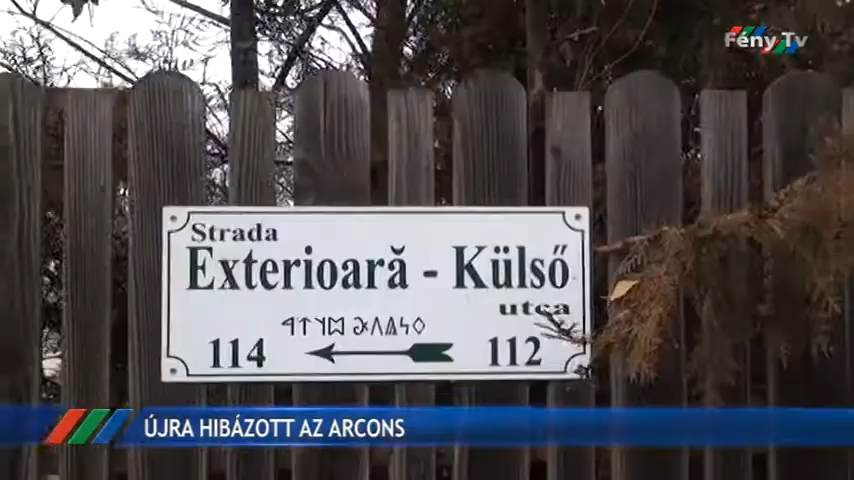 Fény Tv
Strada
Exterioară - Külső
utca
114 112
ÚJRA HIBÁZOTT AZ ARCONS